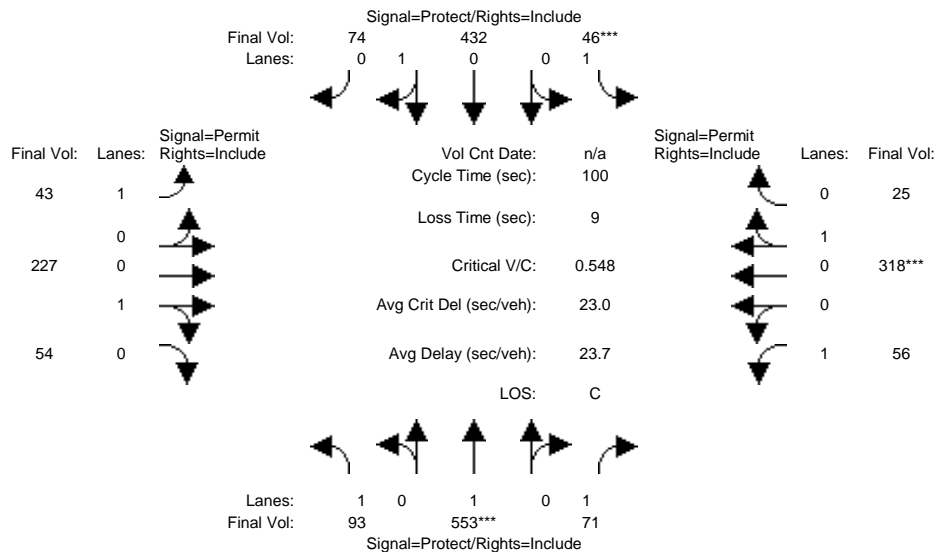 Signal=Protect/Rights=Include
Final Vol: 74 432 46***
Lanes: 0 1 0 0 1
Signal=Permit Signal=Permit
Final Vol: Lanes: Rights=Include Vol Cnt Date: n/a Rights=Include Lanes: Final Vol:
Cycle Time (sec): 100
43 1 0 25
Loss Time (sec): 9
0 1
227 0 Critical V/C: 0.548 0 318***
1 Avg Crit Del (sec/veh): 23.0 0
54 0 Avg Delay (sec/veh): 23.7 1 56
LOS: C
Lanes: 1 0 1 0 1
Final Vol: 93 553*** 71
Signal=Protect/Rights=Include